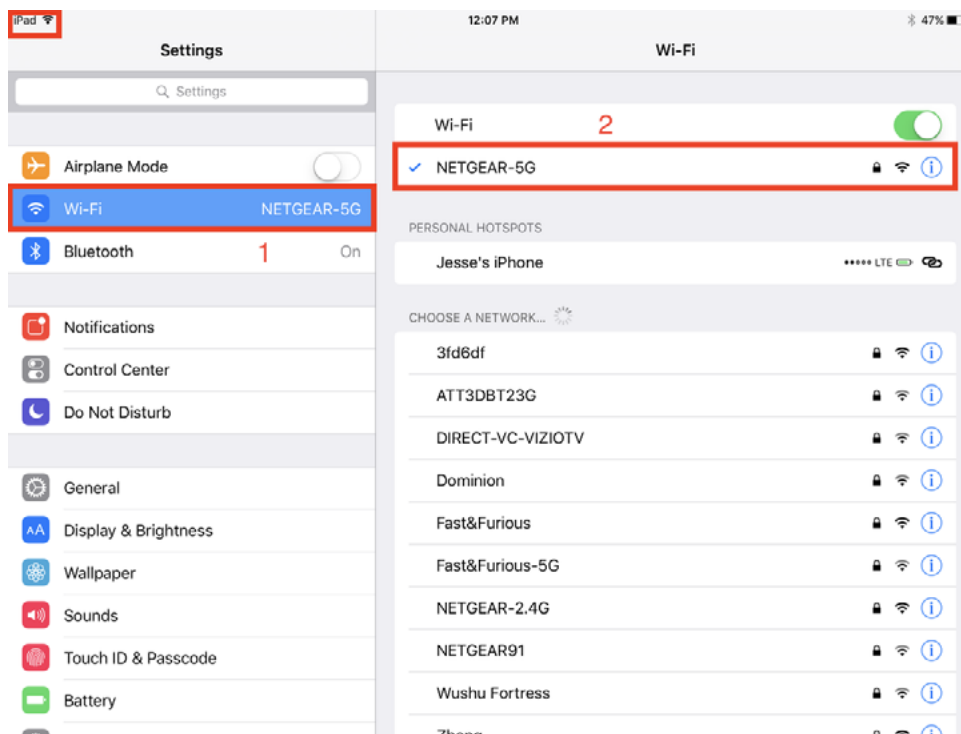 iPad 12:07 PM 47%
Settings
Settings
Airplane Mode
Wi-Fi NETGEAR-5G
Bluetooth 1 On
Notifications
Control Center
Do Not Disturb
General
Display & Brightness
AA
Wallpaper
Sounds
Touch ID & Passcode
Battery
Wi-Fi
Wi-Fi 2
NETGEAR-5G
PERSONAL HOTSPOTS
Jesse's iPhone LTE
CHOOSE A NETWORK...
3fd6df
ATT3DBT23G
DIRECT-VC-VIZIOTV
Dominion
Fast&Furious
Fast&Furious-5G
NETGEAR-2.4G
NETGEAR91
Wushu Fortress